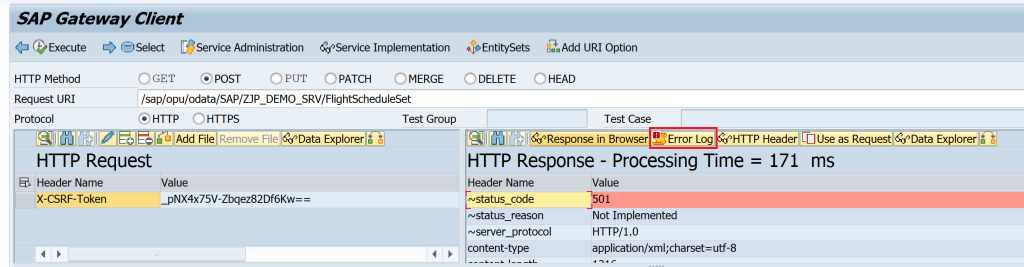 SAP Gateway Client
Execute Select Service Administration Service Implementation EntitySets Add URI Option
HTTP Method GET POST PUT PATCH MERGE DELETE HEAD
Request URI /sap/opu/odata/SAP/ZJP_DEMO_SRV/FlightScheduleSet
Protocol HTTP HTTPS Test Group Test Case
Add File Remove File Data Explorer
HTTP Request
Header Name Value
X-CSRF-Token _pNX4x75V-Zbqez82Df6Kw==
Response in Browser Error Log HTTP Header Use as Request Data Explorer
HTTP Response - Processing Time = 171 ms
Header Name Value
~status_code 501
~status_reason Not Implemented
~server_protocol HTTP/1.0
content-type application/xml;charset=utf-8
content-length 1216